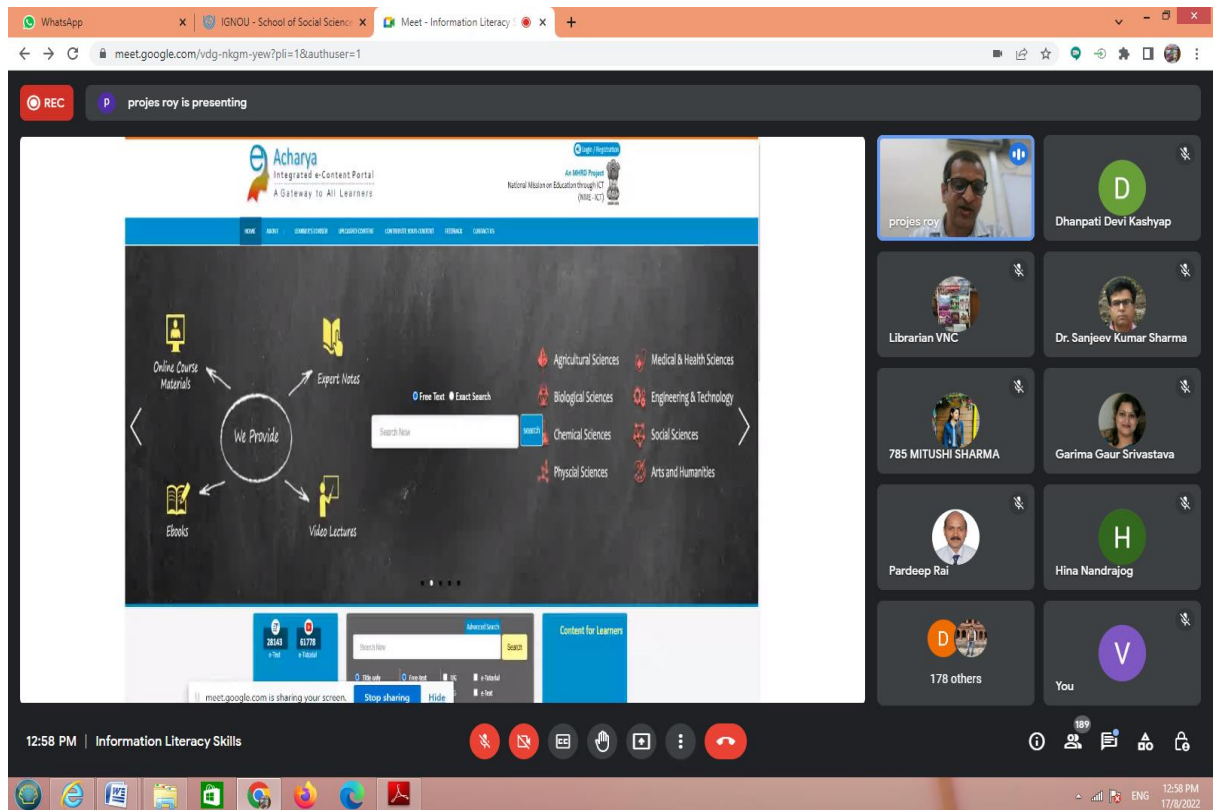 WhatsApp
IGNOU - School of Social Science
Meet - Information Literacy S
meet.google.com/vdg-nkgm-yew?pli=1&authuser=1
REC
p
projes roy is presenting
e Acharya
Integrated e-Content Portal
A Gateway to All Learners
Login / Registration
An MHRD Project
National Mission on Education through ICT
(NME - ICT)
HOME ABOUT LEARNER'S CORNER UPLOADED CONTENT CONTRIBUTE YOUR CONTENT FEEDBACK CONTACT US
Online Course
Materials
Expert Notes
We Provide
Ebooks
Video Lectures
Free Text Exact Search
Search Now
search
Agricultural Sciences
Medical & Health Sciences
Biological Sciences
Engineering & Technology
Chemical Sciences
Social Sciences
Physcial Sciences
Arts and Humanities
28143
e-Text
61778
e-Tutorial
Advanced Search
Search Now
Search
Title only Free text UG e-Tutorial
e-Text
Content for Learners
meet.google.com is sharing your screen.
Stop sharing
Hide
projes roy
D
Dhanpati Devi Kashyap
Librarian VNC
Dr. Sanjeev Kumar Sharma
785 MITUSHI SHARMA
Garima Gaur Srivastava
Pardeep Rai
H
Hina Nandrajog
D
178 others
V
You
12:58 PM | Information Literacy Skills
CC
189
ENG
12:58 PM
17/8/2022